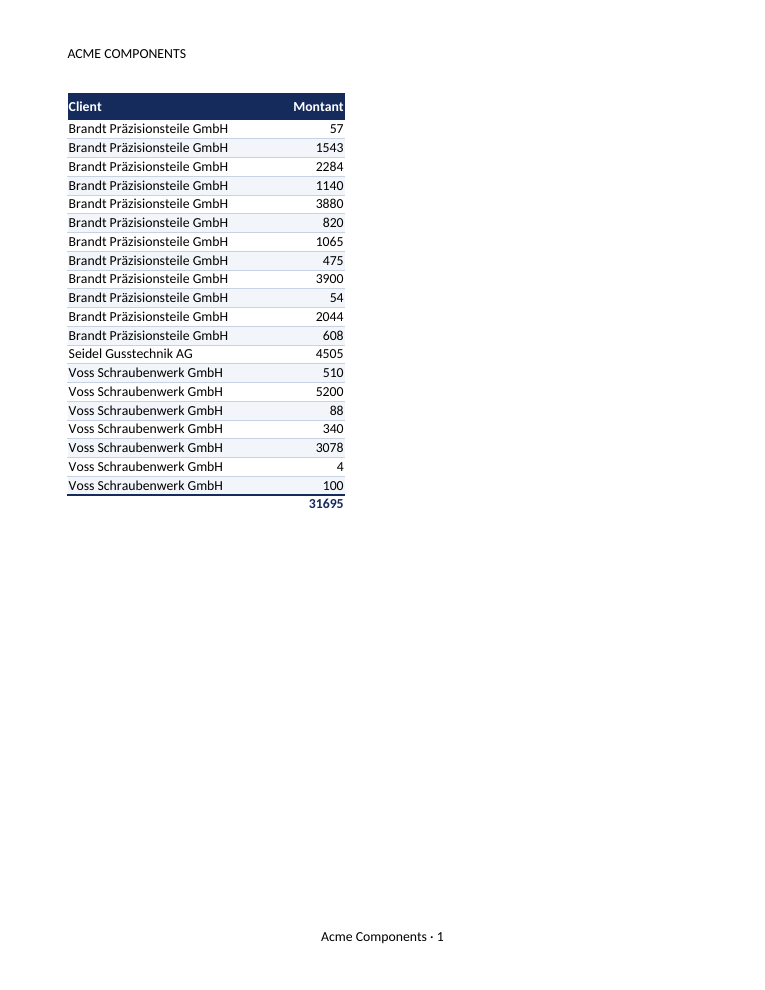 ACME COMPONENTS
Client Montant
Brandt Präzisionsteile GmbH 57
Brandt Präzisionsteile GmbH 1543
Brandt Präzisionsteile GmbH 2284
Brandt Präzisionsteile GmbH 1140
Brandt Präzisionsteile GmbH 3880
Brandt Präzisionsteile GmbH 820
Brandt Präzisionsteile GmbH 1065
Brandt Präzisionsteile GmbH 475
Brandt Präzisionsteile GmbH 3900
Brandt Präzisionsteile GmbH 54
Brandt Präzisionsteile GmbH 2044
Brandt Präzisionsteile GmbH 608
Seidel Gusstechnik AG 4505
Voss Schraubenwerk GmbH 510
Voss Schraubenwerk GmbH 5200
Voss Schraubenwerk GmbH 88
Voss Schraubenwerk GmbH 340
Voss Schraubenwerk GmbH 3078
Voss Schraubenwerk GmbH 4
Voss Schraubenwerk GmbH 100
31695
Acme Components · 1